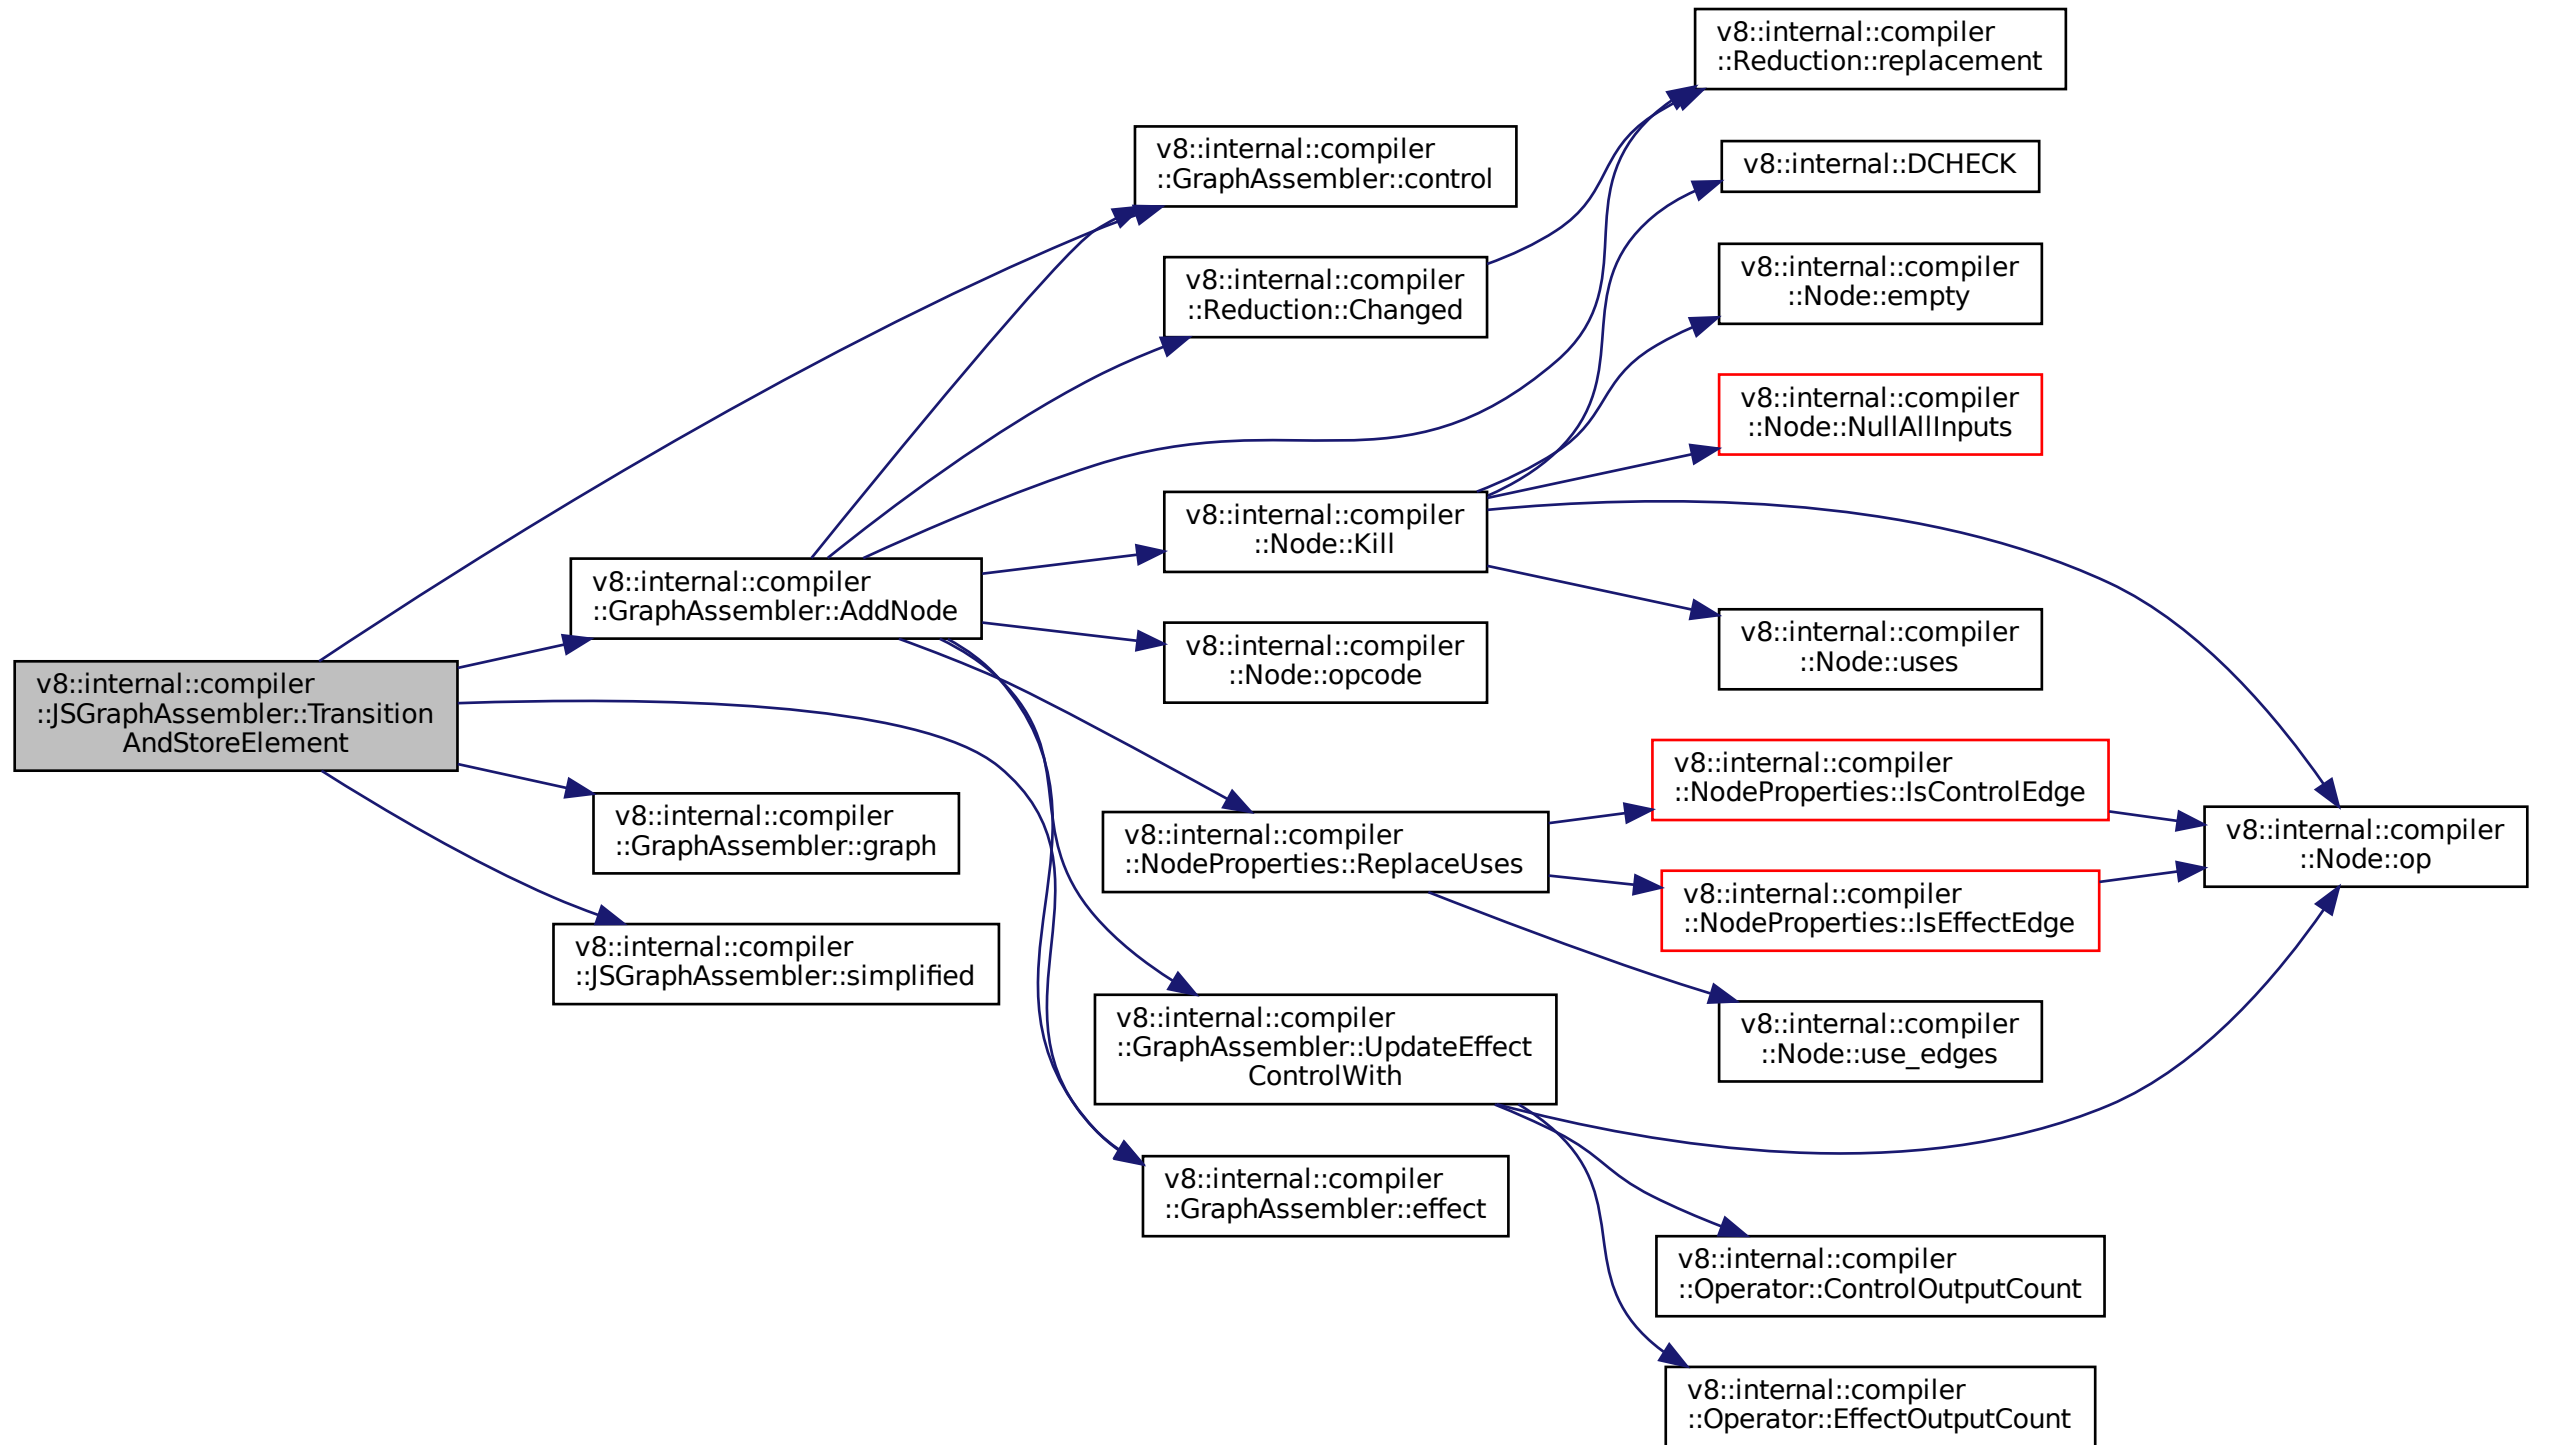 v8::internal::compiler
::JSGraphAssembler::Transition
AndStoreElement
v8::internal::compiler
::GraphAssembler::AddNode
v8::internal::compiler
::GraphAssembler::graph
v8::internal::compiler
::JSGraphAssembler::simplified
v8::internal::compiler
::GraphAssembler::control
v8::internal::compiler
::Reduction::Changed
v8::internal::compiler
::Node::Kill
v8::internal::compiler
::Node::opcode
v8::internal::compiler
::NodeProperties::ReplaceUses
v8::internal::compiler
::GraphAssembler::UpdateEffect
ControlWith
v8::internal::compiler
::GraphAssembler::effect
v8::internal::compiler
::Reduction::replacement
v8::internal::DCHECK
v8::internal::compiler
::Node::empty
v8::internal::compiler
::Node::NullAllInputs
v8::internal::compiler
::Node::uses
v8::internal::compiler
::NodeProperties::IsControlEdge
v8::internal::compiler
::NodeProperties::IsEffectEdge
v8::internal::compiler
::Node::use_edges
v8::internal::compiler
::Operator::ControlOutputCount
v8::internal::compiler
::Operator::EffectOutputCount
v8::internal::compiler
::Node::op